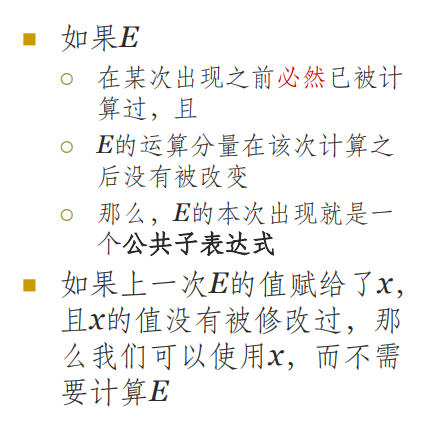 如果E
在某次出现之前必然已被计
算过，且
E的运算分量在该次计算之
后没有被改变
那么，E的本次出现就是一
个公共子表达式
如果上一次E的值赋给了x，
且x的值没有被修改过，那
么我们可以使用x，而不需
要计算E